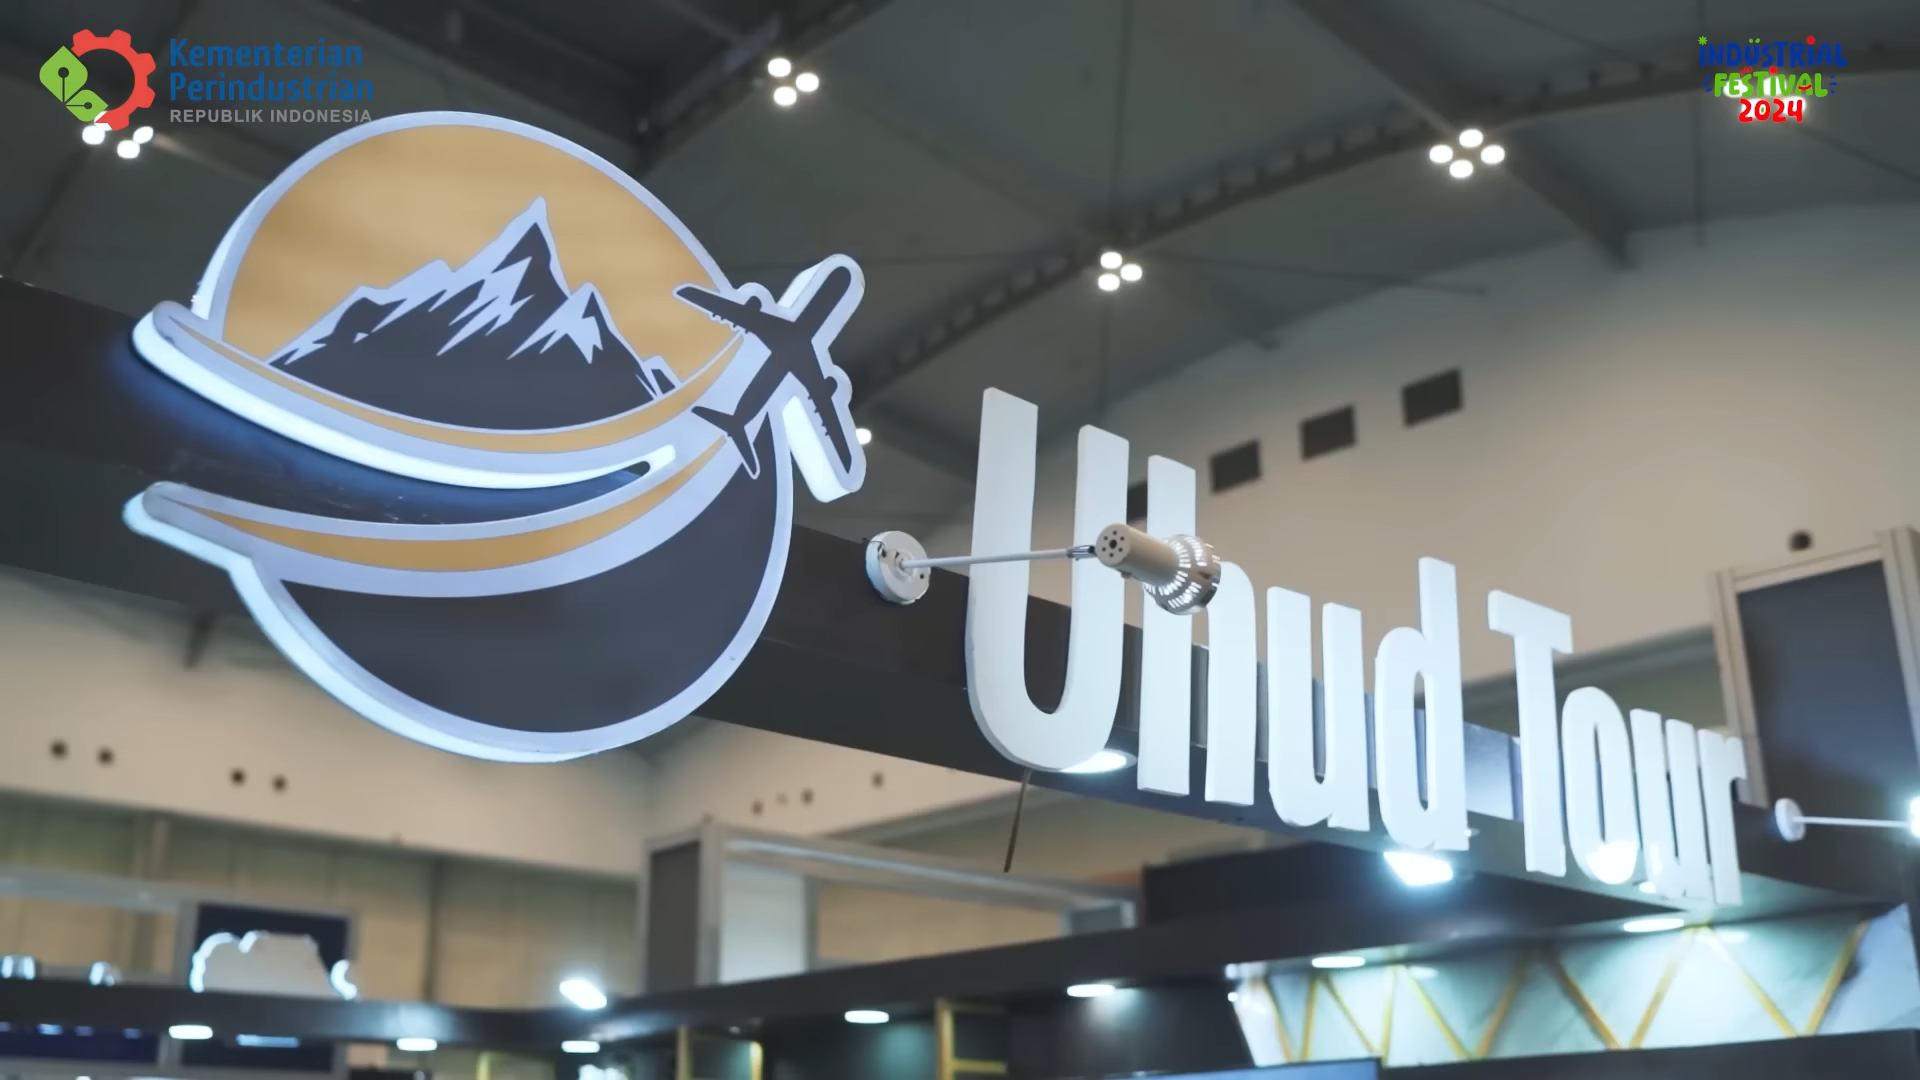 Kementerian
Perindustrian
REPUBLIK INDONESIA
INDUSTRIAL
FESTIVAL
2024
Uhud Tour